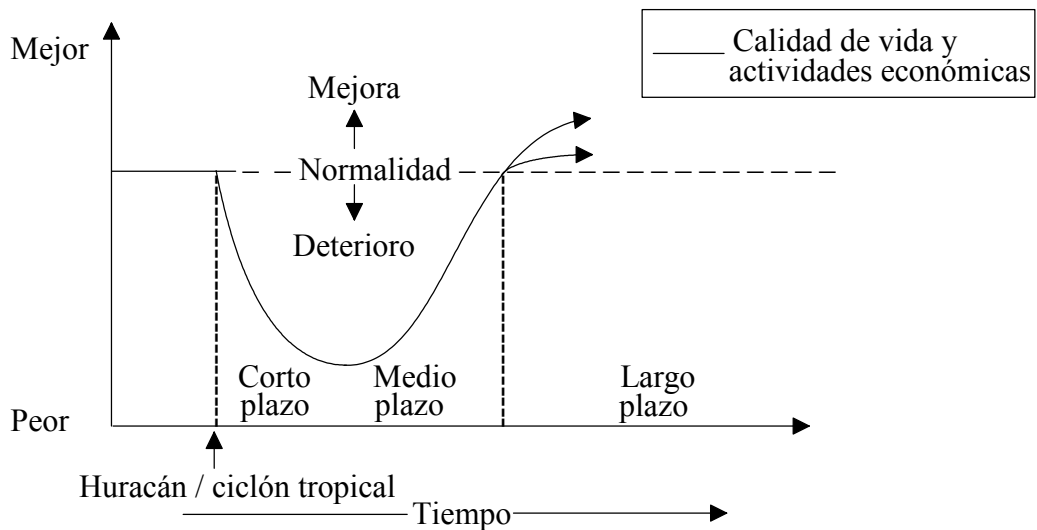 Mejor
Calidad de vida y
actividades económicas
Mejora
Normalidad
Deterioro
Corto
plazo
Medio
plazo
Largo
plazo
Peor
Huracán / ciclón tropical
Tiempo